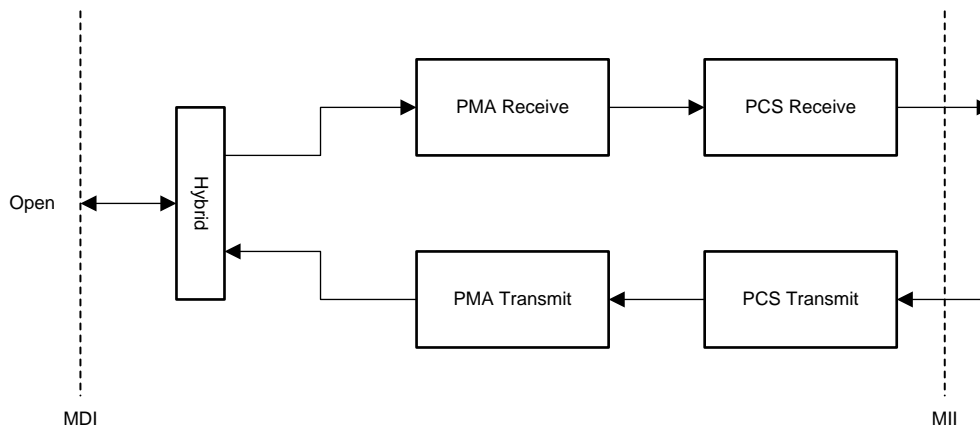 PMA Receive
PCS Receive
Open
Hybrid
PMA Transmit
PCS Transmit
MDI
MII